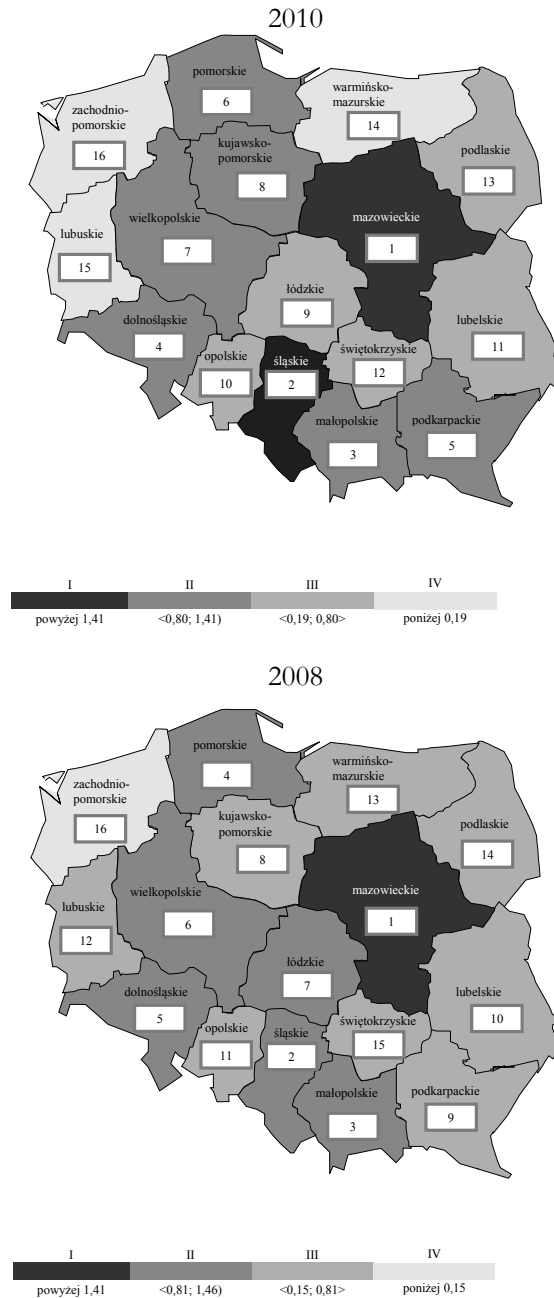 2010
pomorskie
6
warmińsko-
mazurskie
14
zachodnio-
pomorskie
16
kujawsko-
pomorskie
8
podlaskie
13
mazowieckie
1
wielkopolskie
7
lubuskie
15
łódzkie
9
lubelskie
11
dolnośląskie
4
opolskie
10
śląskie
2
świętokrzyskie
12
małopolskie
3
podkarpackie
5
I II III IV
powyżej 1,41 <0,80; 1,41) <0,19; 0,80> poniżej 0,19
2008
pomorskie
4
warmińsko-
mazurskie
13
zachodnio-
pomorskie
16
kujawsko-
pomorskie
8
podlaskie
14
mazowieckie
1
wielkopolskie
6
lubuskie
12
łódzkie
7
lubelskie
10
dolnośląskie
5
opolskie
11
śląskie
2
świętokrzyskie
15
małopolskie
3
podkarpackie
9
I II III IV
powyżej 1,41 <0,81; 1,46) <0,15; 0,81> poniżej 0,15